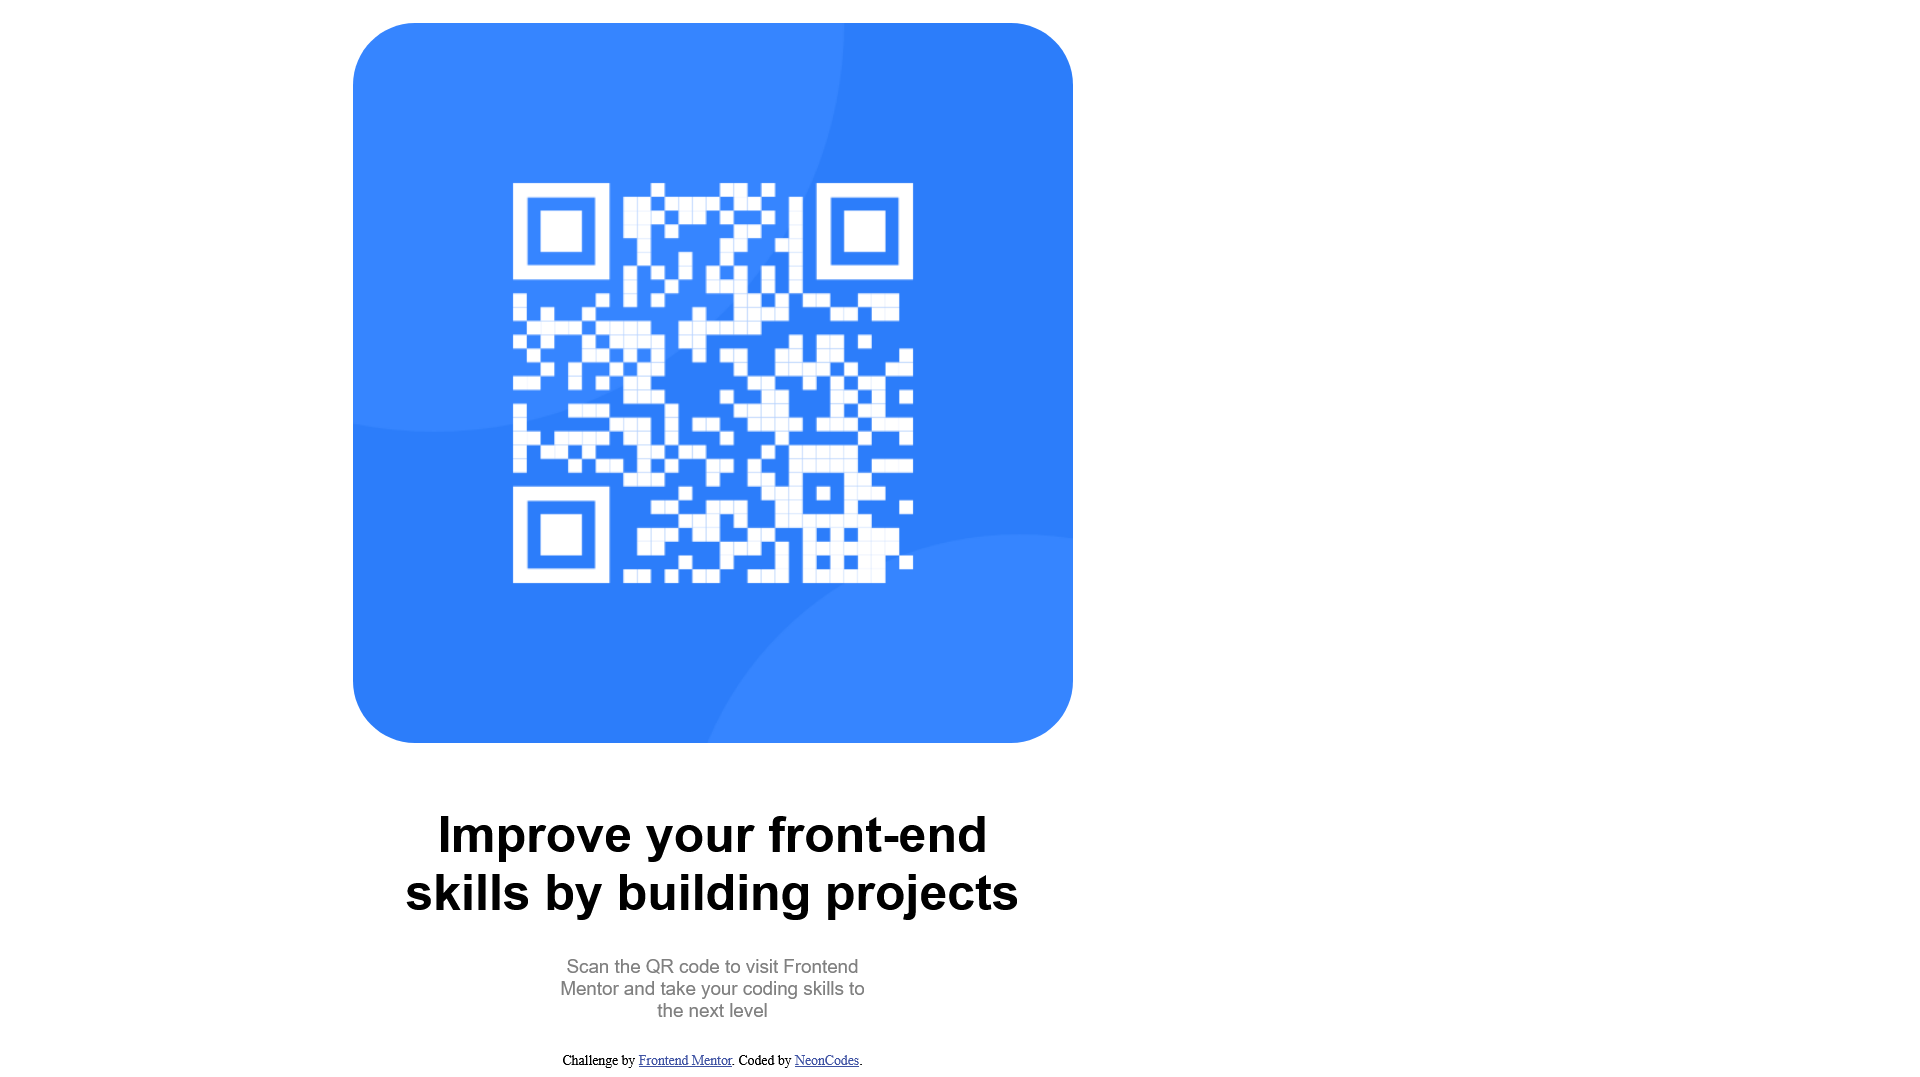 Improve your front-end
skills by building projects
Scan the QR code to visit Frontend
Mentor and take your coding skills to
the next level
Challenge by Frontend Mentor. Coded by NeonCodes.